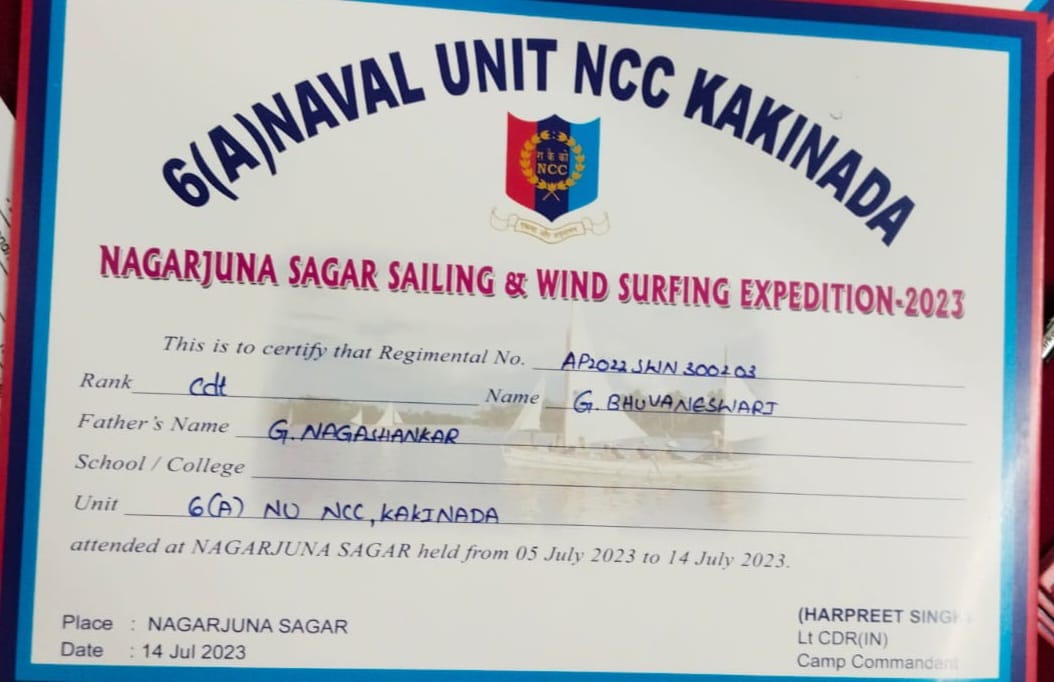 6(A)NAVAL UNIT NCC KAKINADA
रा के को
NCC
एकता और अनुशासन
NAGARJUNA SAGAR SAILING & WIND SURFING EXPEDITION-2023
This is to certify that Regimental No. AP2022SWN300203
Rank Cdt Name G. BHUVANESWARI
Father's Name G. NAGASHANKAR
School / College
Unit 6(A) NU NCC, KAKINADA
attended at NAGARJUNA SAGAR held from 05 July 2023 to 14 July 2023.
Place : NAGARJUNA SAGAR
Date : 14 Jul 2023
(HARPREET SINGH)
Lt CDR(IN)
Camp Commandant